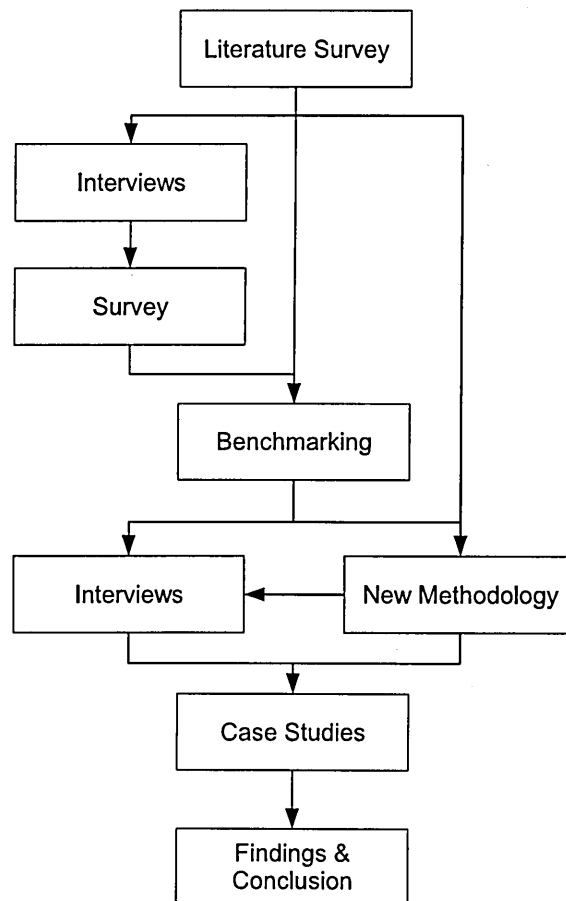 Literature Survey
Interviews
Survey
Benchmarking
Interviews
New Methodology
Case Studies
Findings &
Conclusion